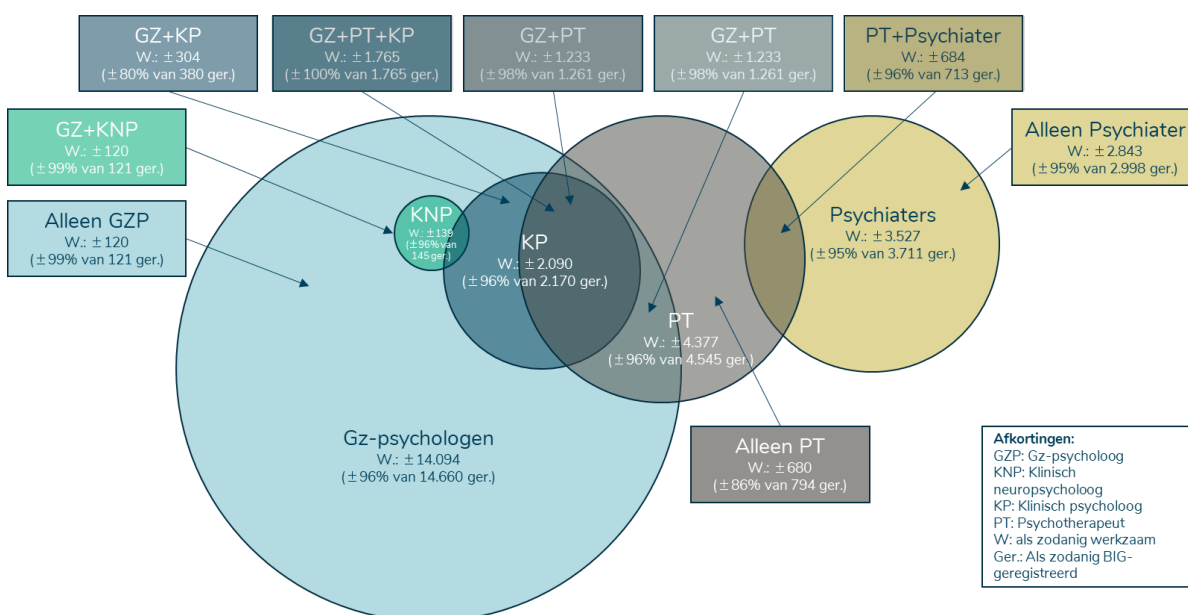 GZ+KP
W.: ±304
(±80% van 380 ger.)
GZ+PT+KP
W.: ±1.765
(±100% van 1.765 ger.)
GZ+PT
W.: ±1.233
(±98% van 1.261 ger.)
GZ+PT
W.: ±1.233
(±98% van 1.261 ger.)
PT+Psychiater
W.: ±684
(±96% van 713 ger.)
GZ+KNP
W.: ±120
(±99% van 121 ger.)
Alleen Psychiater
W.: ±2.843
(±95% van 2.998 ger.)
Alleen GZP
W.: ±120
(±99% van 121 ger.)
KNP
W.: ±139
(±96% van
145 ger.)
KP
W.: ±2.090
(±96% van 2.170 ger.)
Psychiaters
W.: ±3.527
(±95% van 3.711 ger.)
PT
W.: ±4.377
(±96% van 4.545 ger.)
Gz-psychologen
W.: ±14.094
(±96% van 14.660 ger.)
Alleen PT
W.: ±680
(±86% van 794 ger.)
Afkortingen:
GZP: Gz-psycholoog
KNP: Klinisch
neuropsycholoog
KP: Klinisch psycholoog
PT: Psychotherapeut
W: als zodanig werkzaam
Ger.: Als zodanig BIG-
geregistreerd